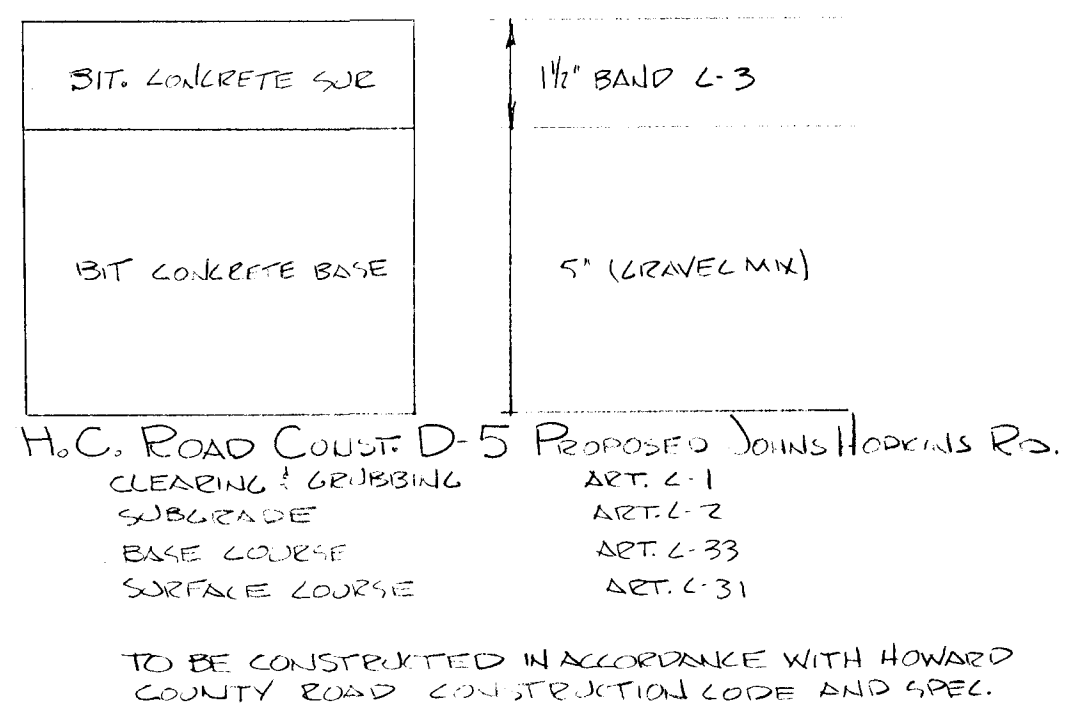 BIT. CONCRETE SUR
1 1/2" BAND C-3
BIT CONCRETE BASE
5" (GRAVEL MIX)
H.C. ROAD CONST. D-5 PROPOSED JOHNS HOPKINS RD.
CLEARING & GRUBBING ART. C-1
SUBGRADE ART. C-2
BASE COURSE ART. C-33
SURFACE COURSE ART. C-31
TO BE CONSTRUCTED IN ACCORDANCE WITH HOWARD
COUNTY ROAD CONSTRUCTION CODE AND SPEC.